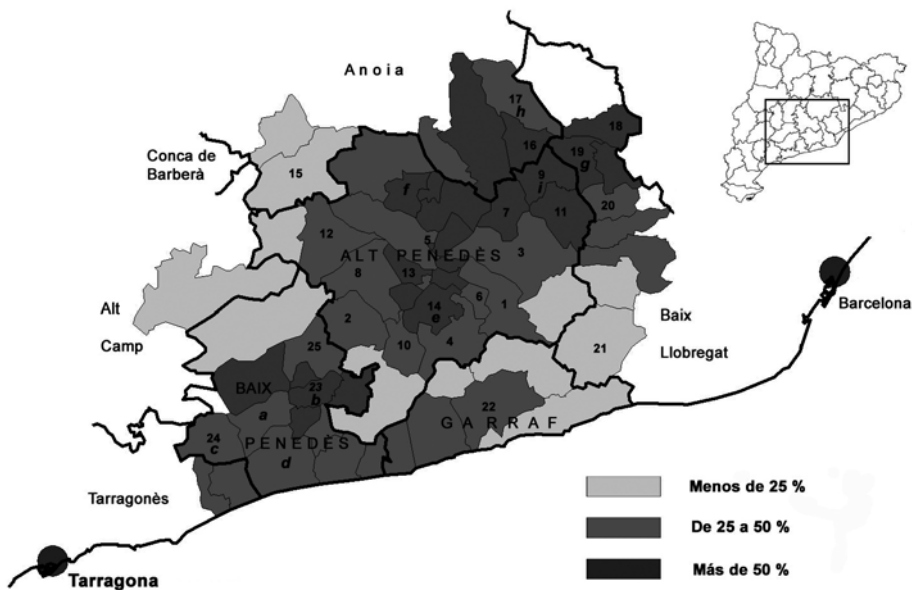 Anoia
17
h
18
16
19
g
Conca de
Barberà
15
9
i
f
20
7
11
12
5
3
ALT PENEDÈS
13
8
Barcelona
14
e
6
1
Alt
2
Baix
Camp
4
10
25
21
Llobregat
BAIX
23
b
22
a
GARRAF
24
c
PENEDÈS
d
Menos de 25 %
Tarragonès
De 25 a 50 %
Más de 50 %
Tarragona